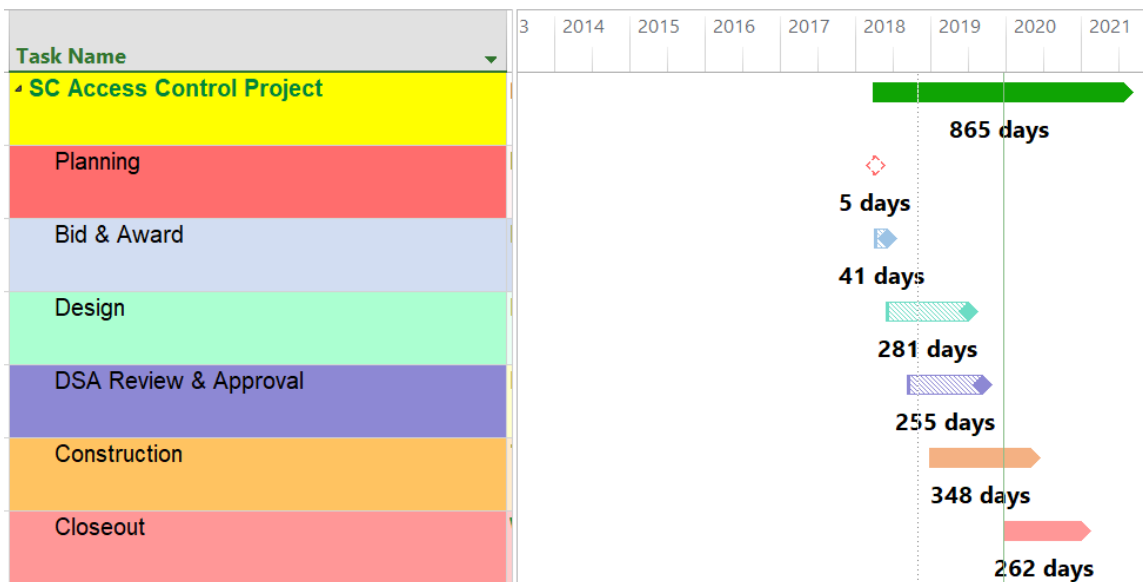 3 2014 2015 2016 2017 2018 2019 2020 2021
Task Name
SC Access Control Project
865 days
Planning
5 days
Bid & Award
41 days
Design
281 days
DSA Review & Approval
255 days
Construction
348 days
Closeout
262 days